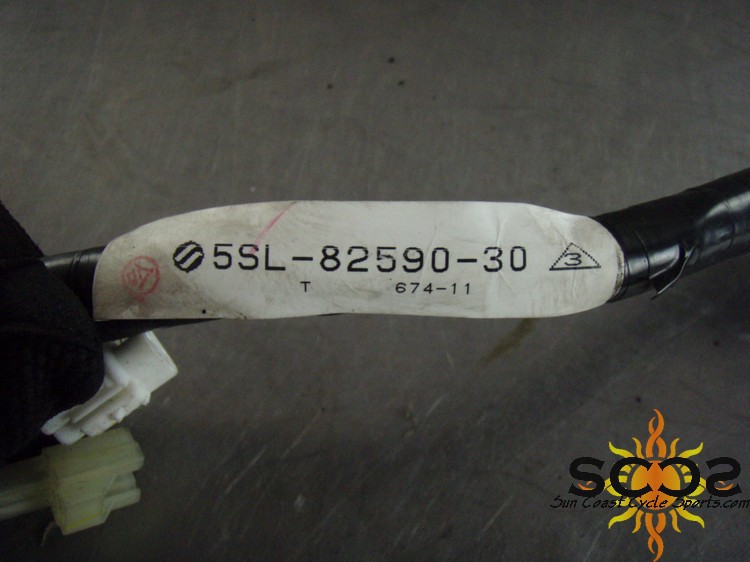 5SL-82590-30 3
T 674-11
SCCS
Sun Coast Cycle Sports.com